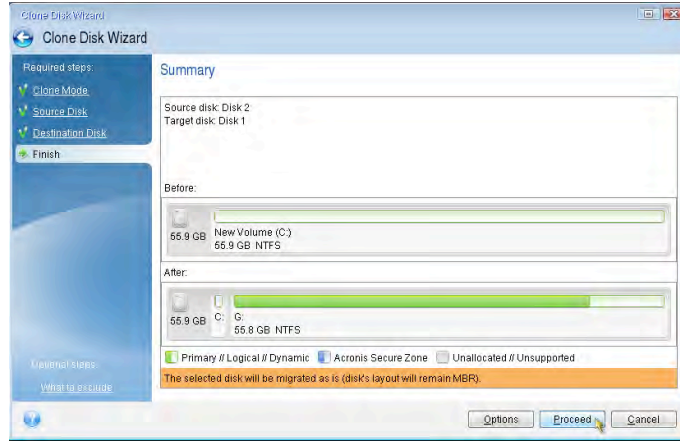 Clone Disk Wizard
Clone Disk Wizard
Required steps:
Clone Mode
Source Disk
Destination Disk
Finish
Optional steps:
What to exclude
Summary
Source disk: Disk 2
Target disk: Disk 1
Before:
55.9 GB
New Volume (C:)
55.9 GB NTFS
After:
55.9 GB
C: G:
55.8 GB NTFS
Primary // Logical // Dynamic Acronis Secure Zone Unallocated // Unsupported
The selected disk will be migrated as is (disk's layout will remain MBR).
Options Proceed Cancel